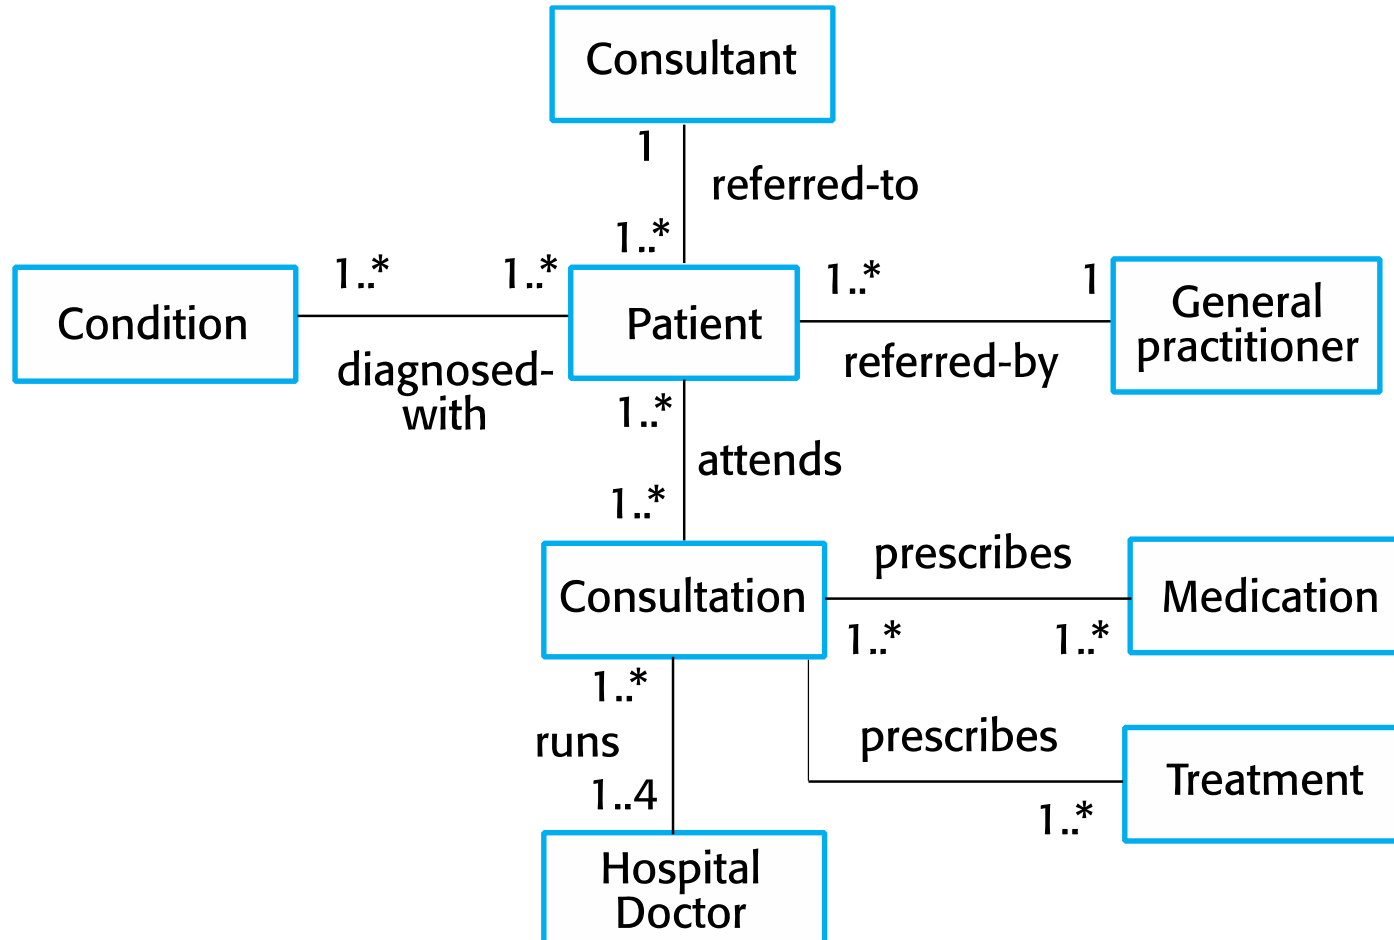 Consultant
1
referred-to
1..*
Condition
1..*
1..*
diagnosed-
with
Patient
1..*
1
referred-by
General
practitioner
1..*
attends
1..*
Consultation
prescribes
1..*
1..*
Medication
1..*
runs
1..4
prescribes
1..*
Treatment
Hospital
Doctor